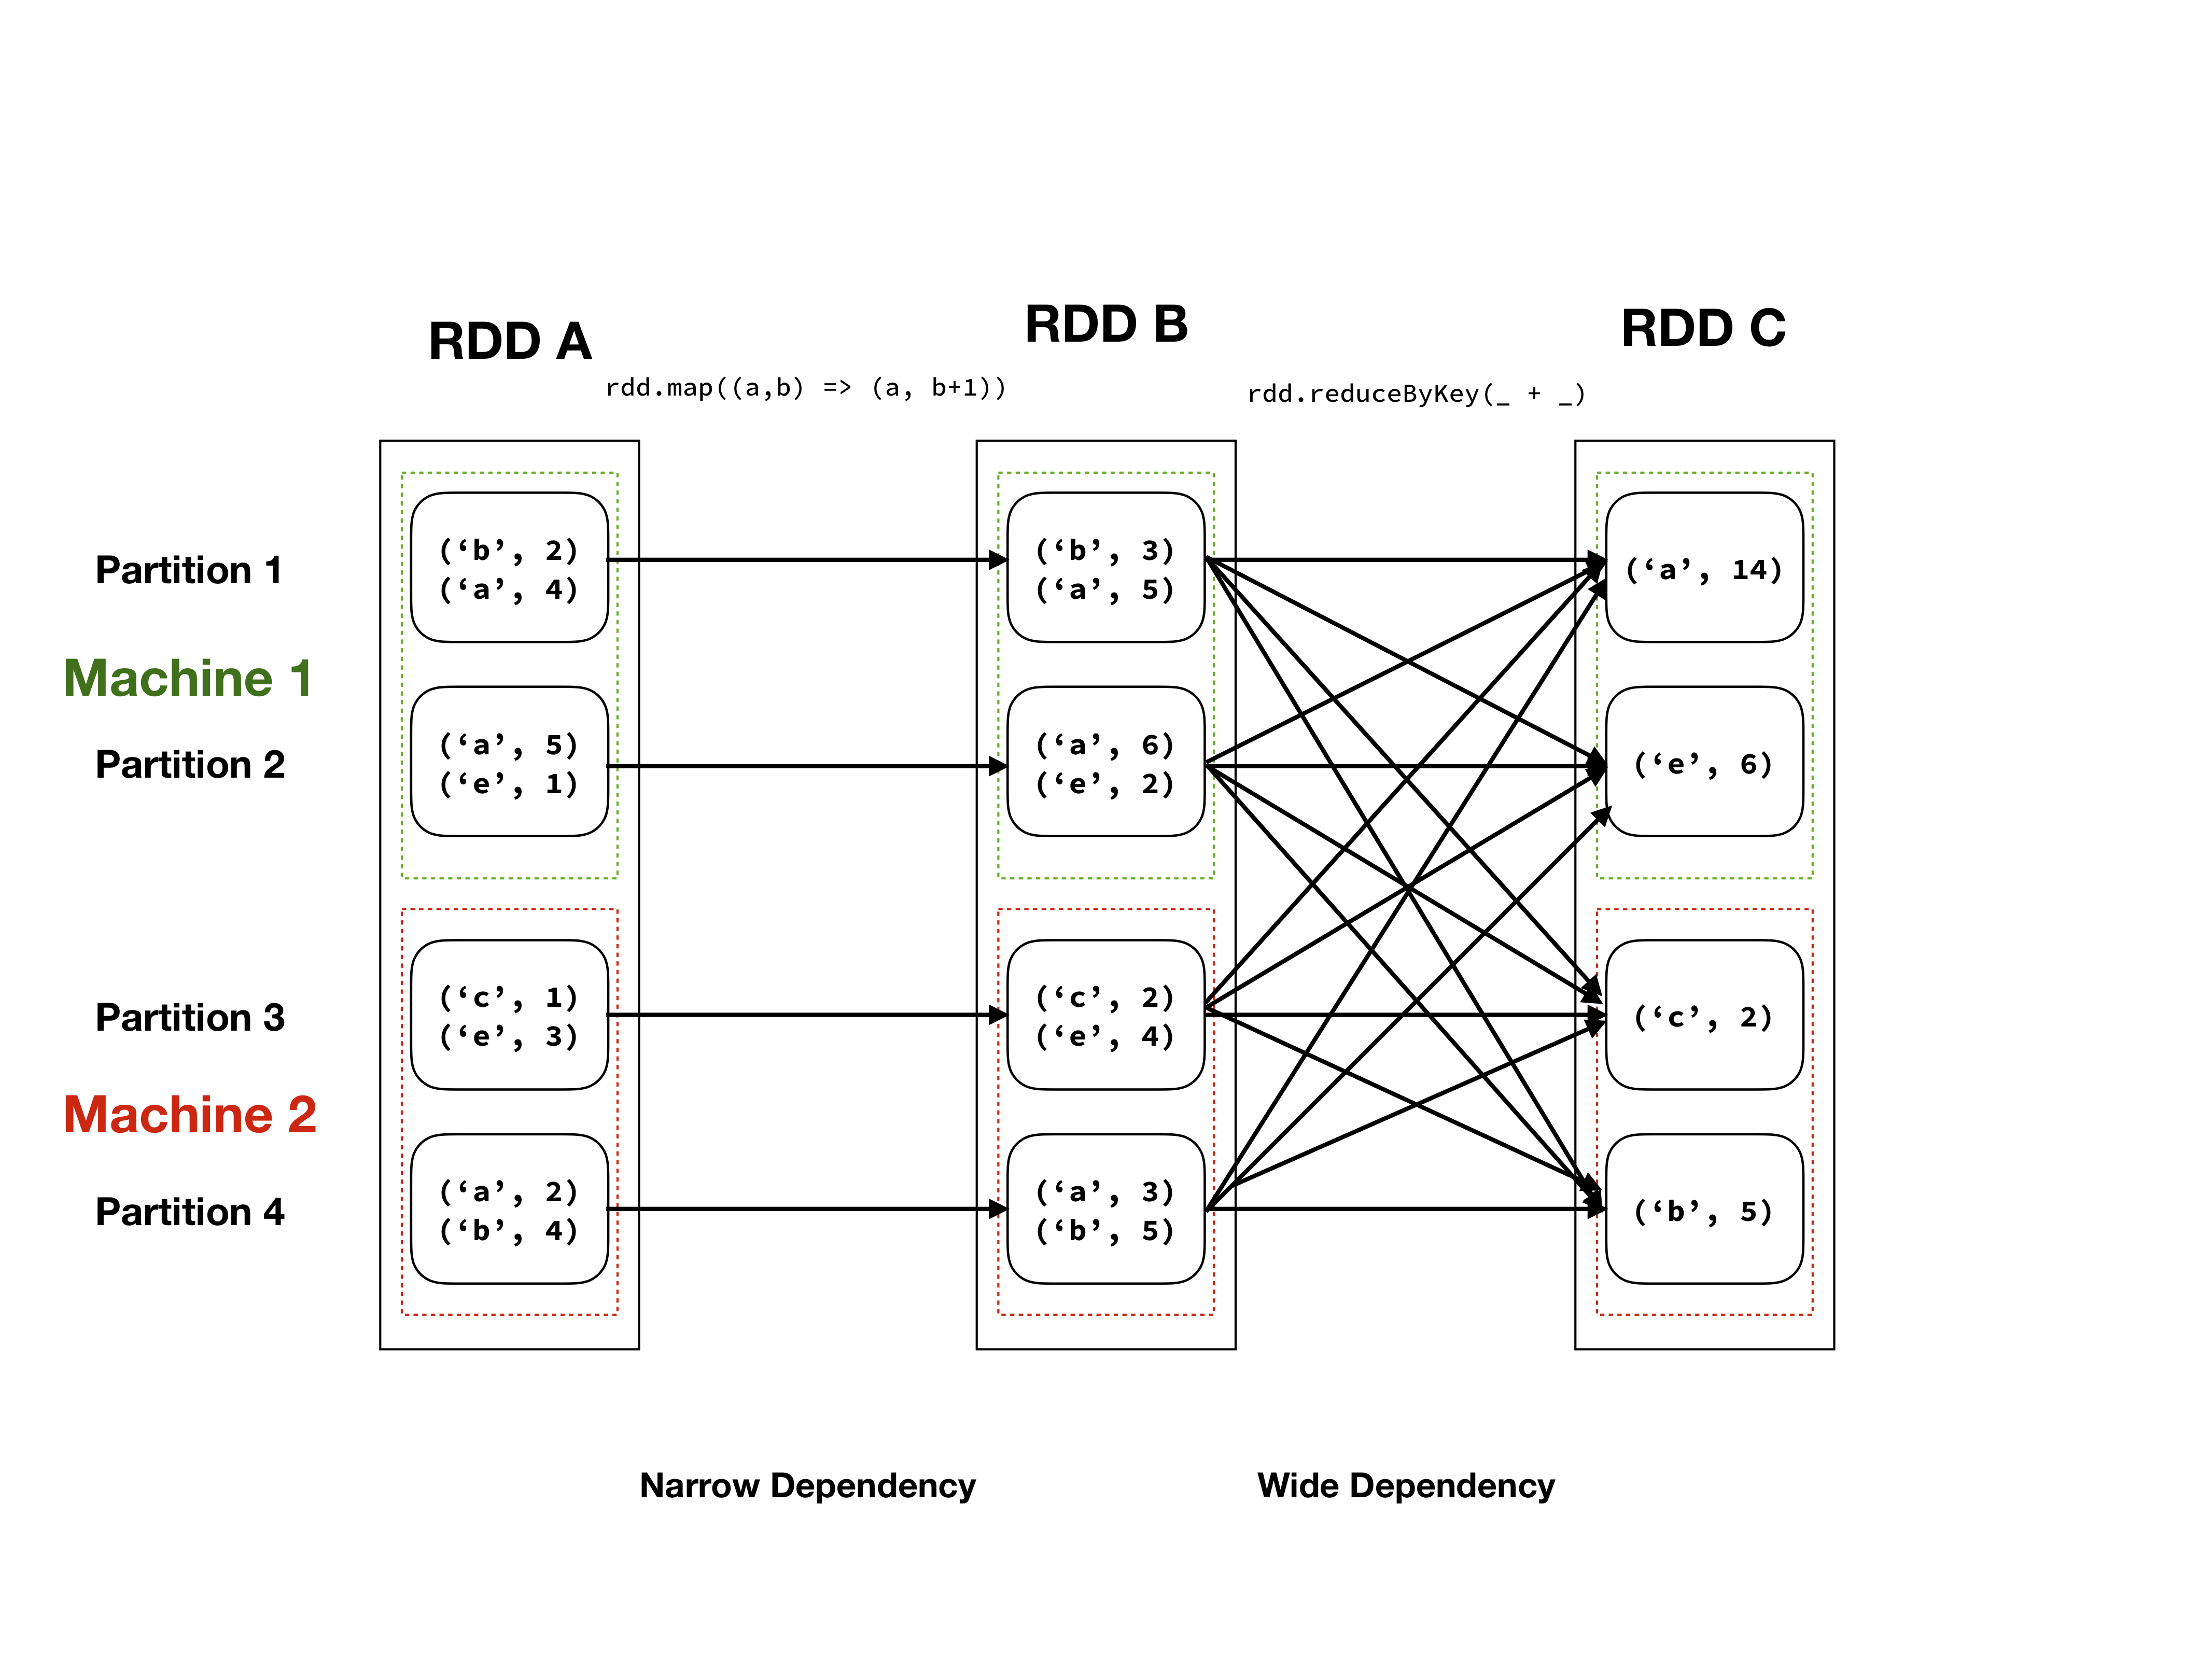 RDD A
RDD B
RDD C
rdd.map((a,b) => (a, b+1))
rdd.reduceByKey(_ + _)
Partition 1
(‘b’, 2)
(‘a’, 4)
(‘b’, 3)
(‘a’, 5)
(‘a’, 14)
Machine 1
Partition 2
(‘a’, 5)
(‘e’, 1)
(‘a’, 6)
(‘e’, 2)
(‘e’, 6)
Partition 3
(‘c’, 1)
(‘e’, 3)
(‘c’, 2)
(‘e’, 4)
(‘c’, 2)
Machine 2
Partition 4
(‘a’, 2)
(‘b’, 4)
(‘a’, 3)
(‘b’, 5)
(‘b’, 5)
Narrow Dependency
Wide Dependency